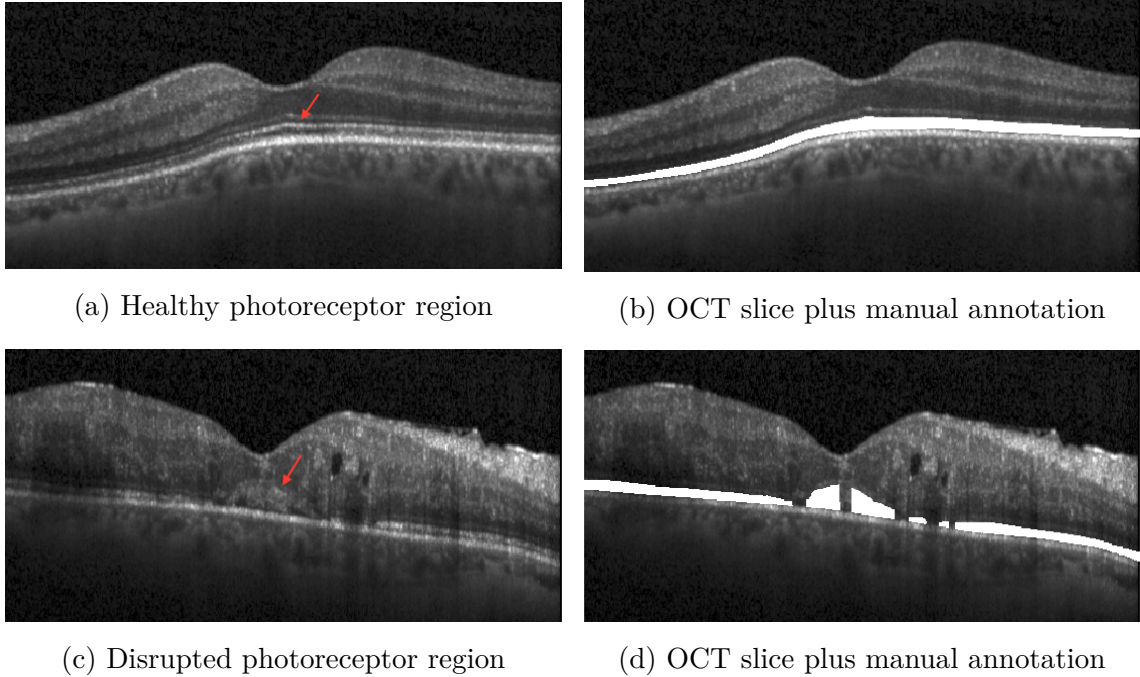 (a) Healthy photoreceptor region
(b) OCT slice plus manual annotation
(c) Disrupted photoreceptor region
(d) OCT slice plus manual annotation